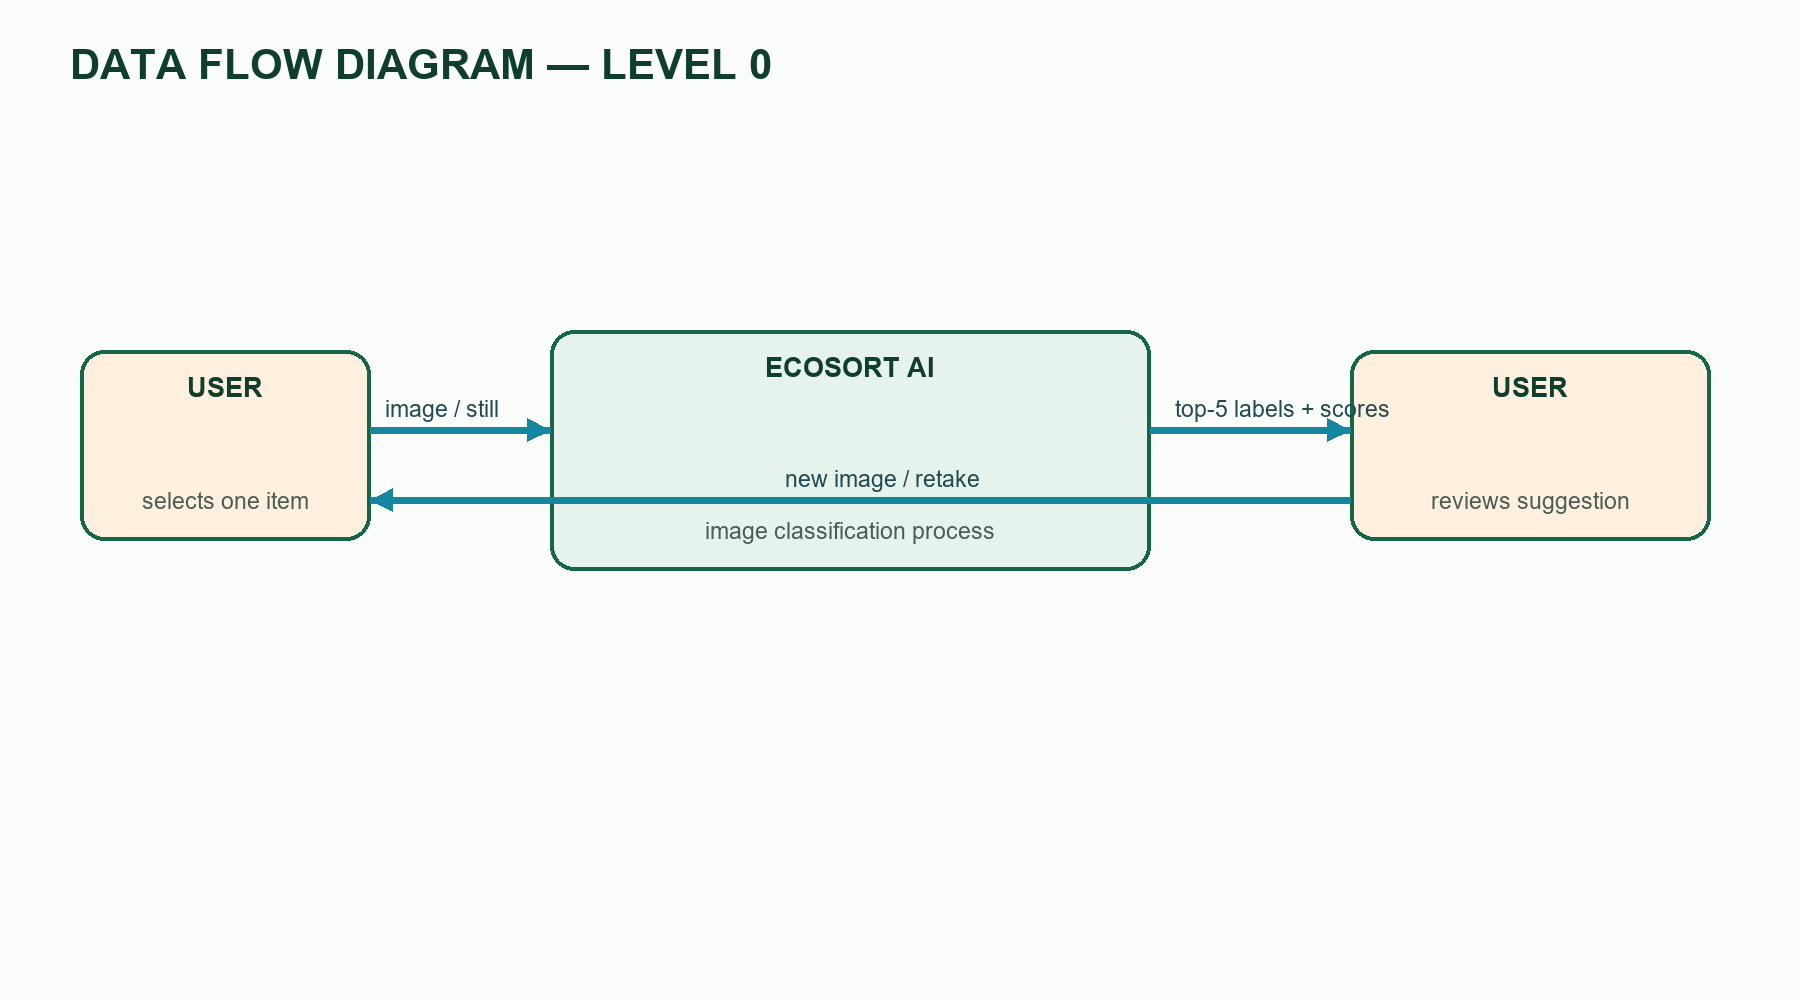 DATA FLOW DIAGRAM — LEVEL 0
USER
selects one item
image / still
ECOSORT AI
new image / retake
image classification process
top-5 labels + scores
USER
reviews suggestion